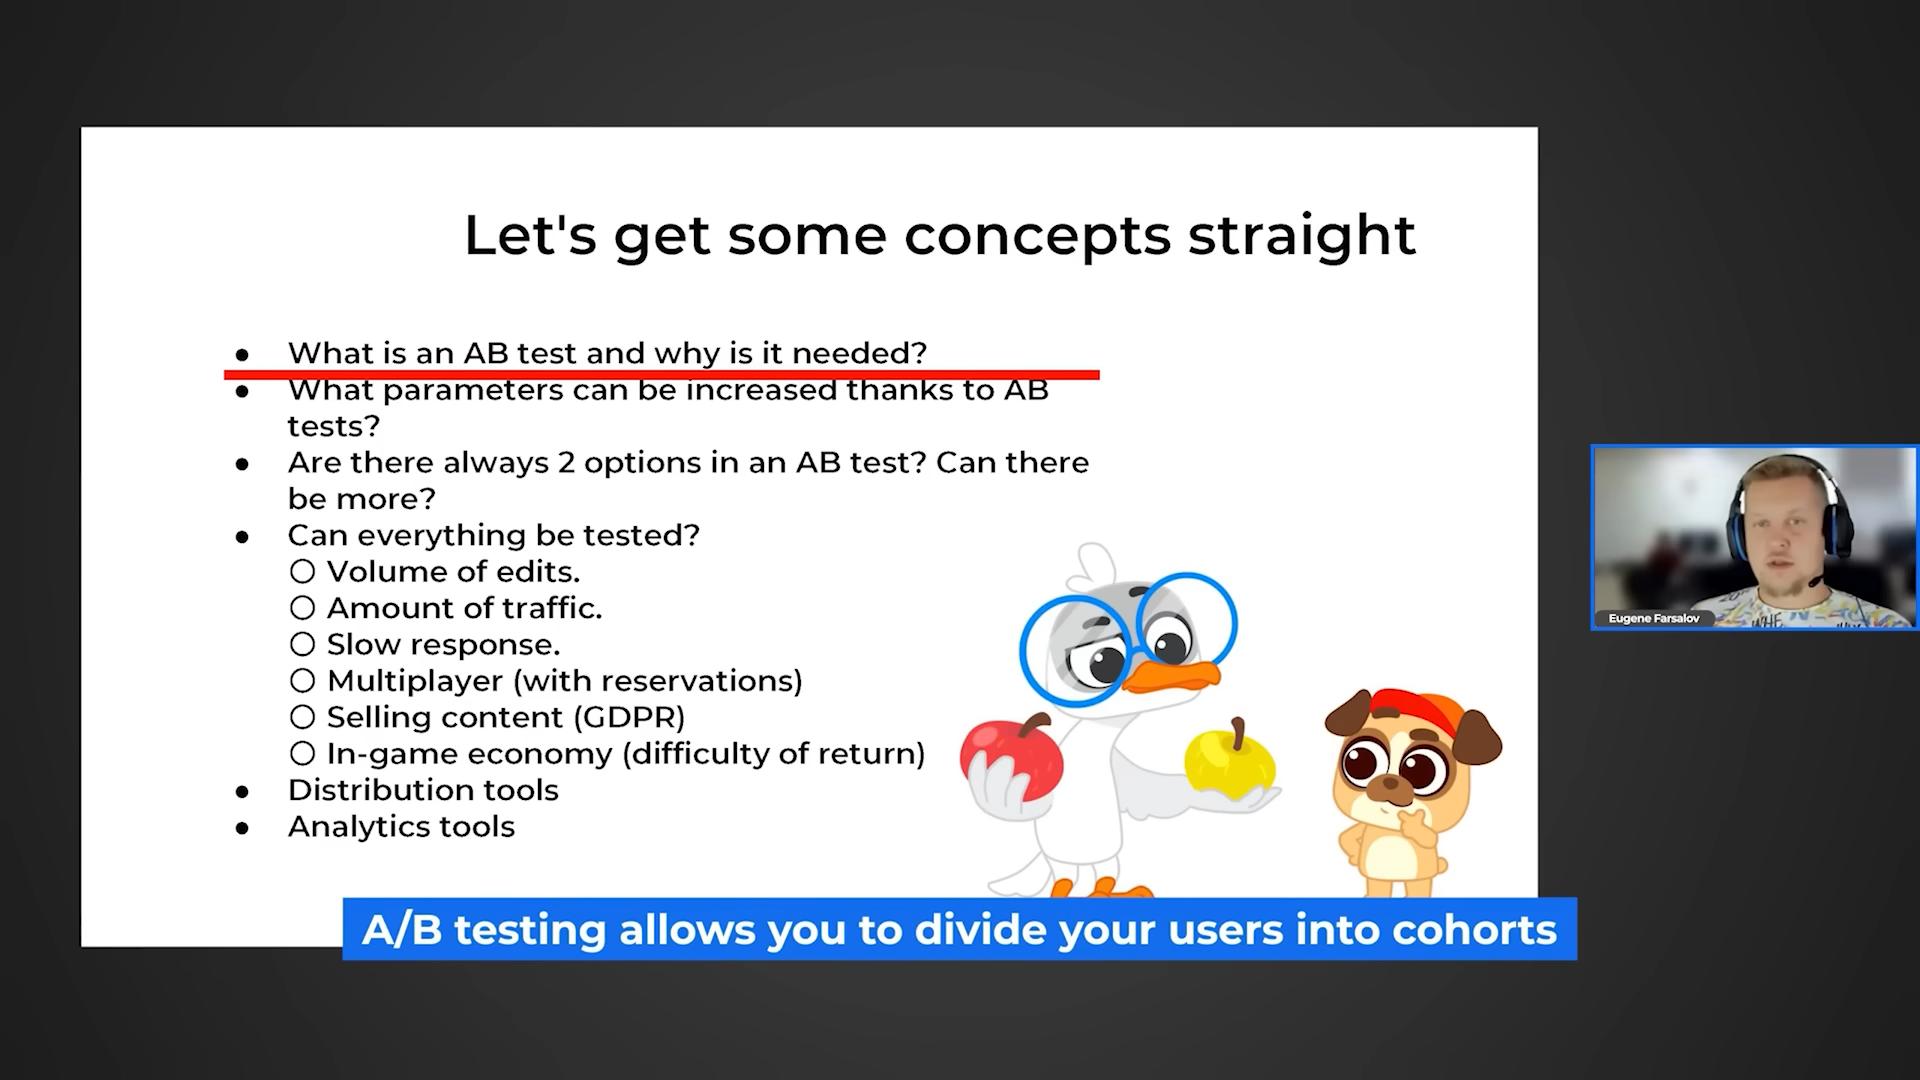 Let's get some concepts straight
● What is an AB test and why is it needed?
● What parameters can be increased thanks to AB
tests?
● Are there always 2 options in an AB test? Can there
be more?
● Can everything be tested?
○ Volume of edits.
○ Amount of traffic.
○ Slow response.
○ Multiplayer (with reservations)
○ Selling content (GDPR)
○ In-game economy (difficulty of return)
● Distribution tools
● Analytics tools
Eugene Farsalov
A/B testing allows you to divide your users into cohorts